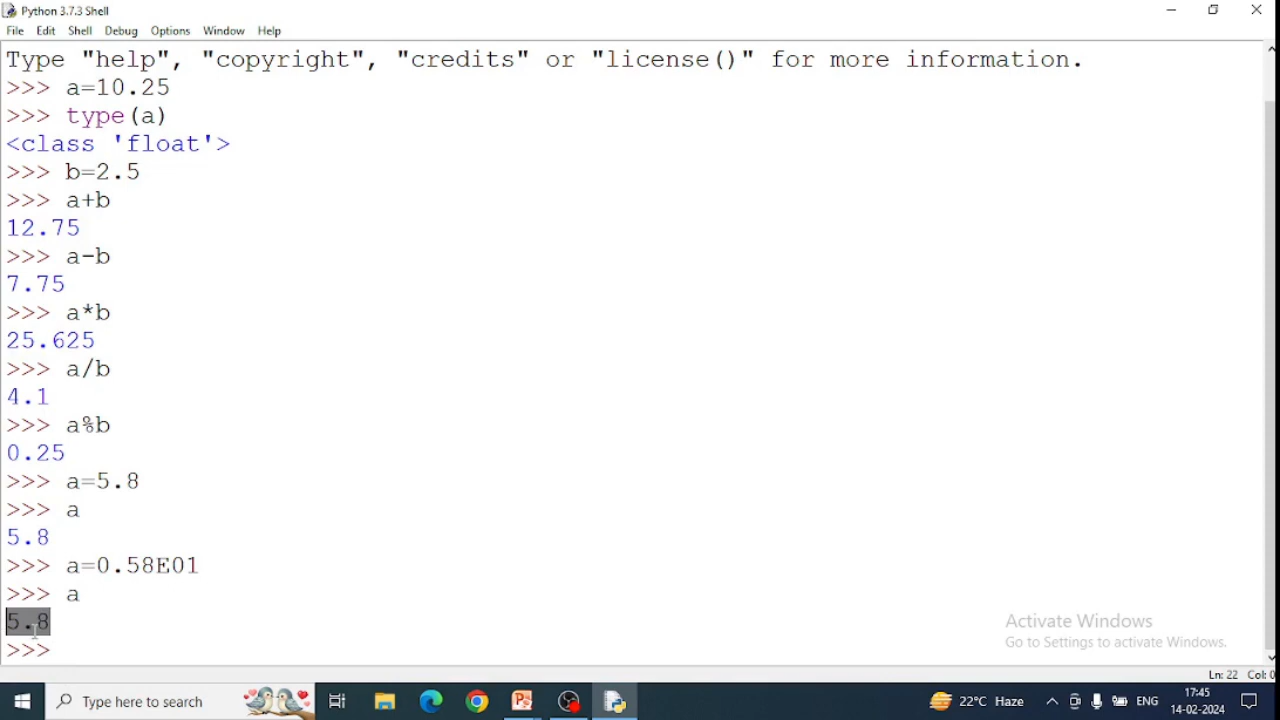 Python 3.7.3 Shell
File Edit Shell Debug Options Window Help
Type "help", "copyright", "credits" or "license()" for more information.
>>> a=10.25
>>> type(a)
<class 'float'>
>>> b=2.5
>>> a+b
12.75
>>> a-b
7.75
>>> a*b
25.625
>>> a/b
4.1
>>> a%b
0.25
>>> a=5.8
>>> a
5.8
>>> a=0.58E01
>>> a
5.8
>>>
Activate Windows
Go to Settings to activate Windows.
Ln: 22 Col: 0
Type here to search
22°C Haze
ENG
17:45
14-02-2024